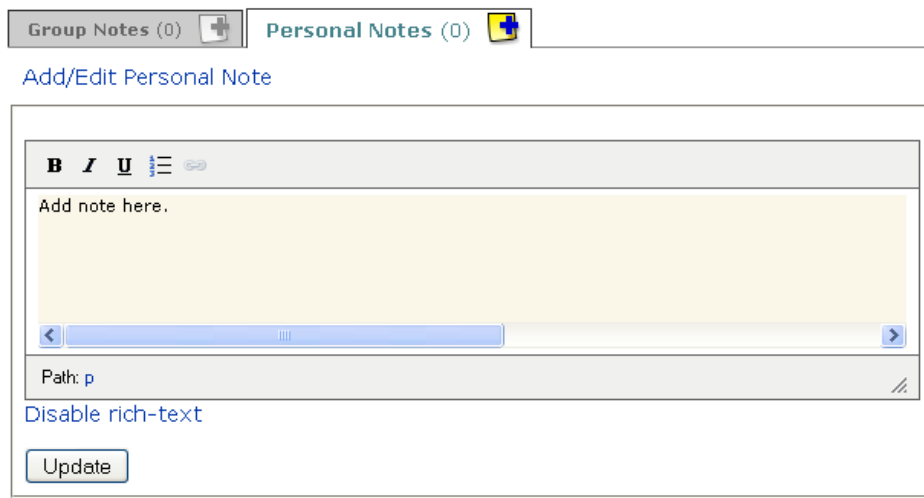 Group Notes (0) Personal Notes (0)
Add/Edit Personal Note
B I U
Add note here.
Path: p
Disable rich-text
Update